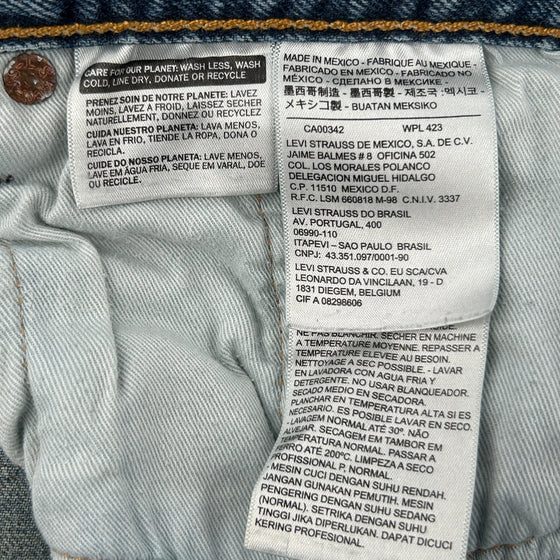 CARE FOR OUR PLANET: WASH LESS, WASH
COLD, LINE DRY, DONATE OR RECYCLE
PRENEZ SOIN DE NOTRE PLANETE: LAVEZ
MOINS, LAVEZ A FROID, LAISSEZ SECHER
NATURELLEMENT, DONNEZ OU RECYCLEZ
CUIDA NUESTRO PLANETA: LAVA MENOS,
LAVA EN FRIO, TIENDE LA ROPA, DONA O
RECICLA
CUIDE DO NOSSO PLANETA: LAVE MENOS,
LAVE EM ÁGUA FRIA, SEQUE EM VARAL, DOE
OU RECICLE
MADE IN MEXICO - FABRIQUE AU MEXIQUE -
FABRICADO EN MEXICO - FABRICADO NO
MÉXICO - СДЕЛАНО В МЕКСИКЕ -
墨西哥制造 - 墨西哥製 - 제조국 :멕시코 -
メキシコ製 - BUATAN MEKSIKO
CA00342 WPL 423
LEVI STRAUSS DE MEXICO, S.A. DE C.V.
JAIME BALMES # 8 OFICINA 502
COL. LOS MORALES POLANCO
DELEGACION MIGUEL HIDALGO
C.P. 11510 MEXICO D.F.
R.F.C. LSM 660818 M-98 C.N.I.V. 3337
LEVI STRAUSS DO BRASIL
AV. PORTUGAL, 400
06990-110
ITAPEVI – SAO PAULO BRASIL
CNPJ: 43.351.097/0001-90
LEVI STRAUSS & CO. EU SCA/CVA
LEONARDO DA VINCILAAN, 19 - D
1831 DIEGEM, BELGIUM
CIF A 08298606
NE PAS BLANCHIR. SECHER EN MACHINE
A TEMPERATURE MOYENNE. REPASSER A
TEMPERATURE ELEVEE AU BESOIN.
NETTOYAGE A SEC POSSIBLE. - LAVAR
EN LAVADORA CON AGUA FRIA Y
DETERGENTE. NO USAR BLANQUEADOR.
SECADO MEDIO EN SECADORA.
PLANCHAR EN TEMPERATURA ALTA SI ES
NECESARIO. ES POSIBLE LAVAR EN SECO.
- LAVAGEM NORMAL ATÉ 30º. NÃO
ALVEJAR. SECAGEM EM TAMBOR EM
TEMPERATURA NORMAL. PASSAR A
FERRO EM TEMPERATURA ALTA SE
NECESSÁRIO. LIMPEZA A SECO
PROFISSIONAL P, NORMAL.
- MESIN CUCI DENGAN SUHU RENDAH.
JANGAN GUNAKAN PEMUTIH. MESIN
PENGERING DENGAN SUHU SEDANG
(NORMAL). SETRIKA DENGAN SUHU
TINGGI JIKA DIPERLUKAN. DAPAT DICUCI
KERING PROFESIONAL.